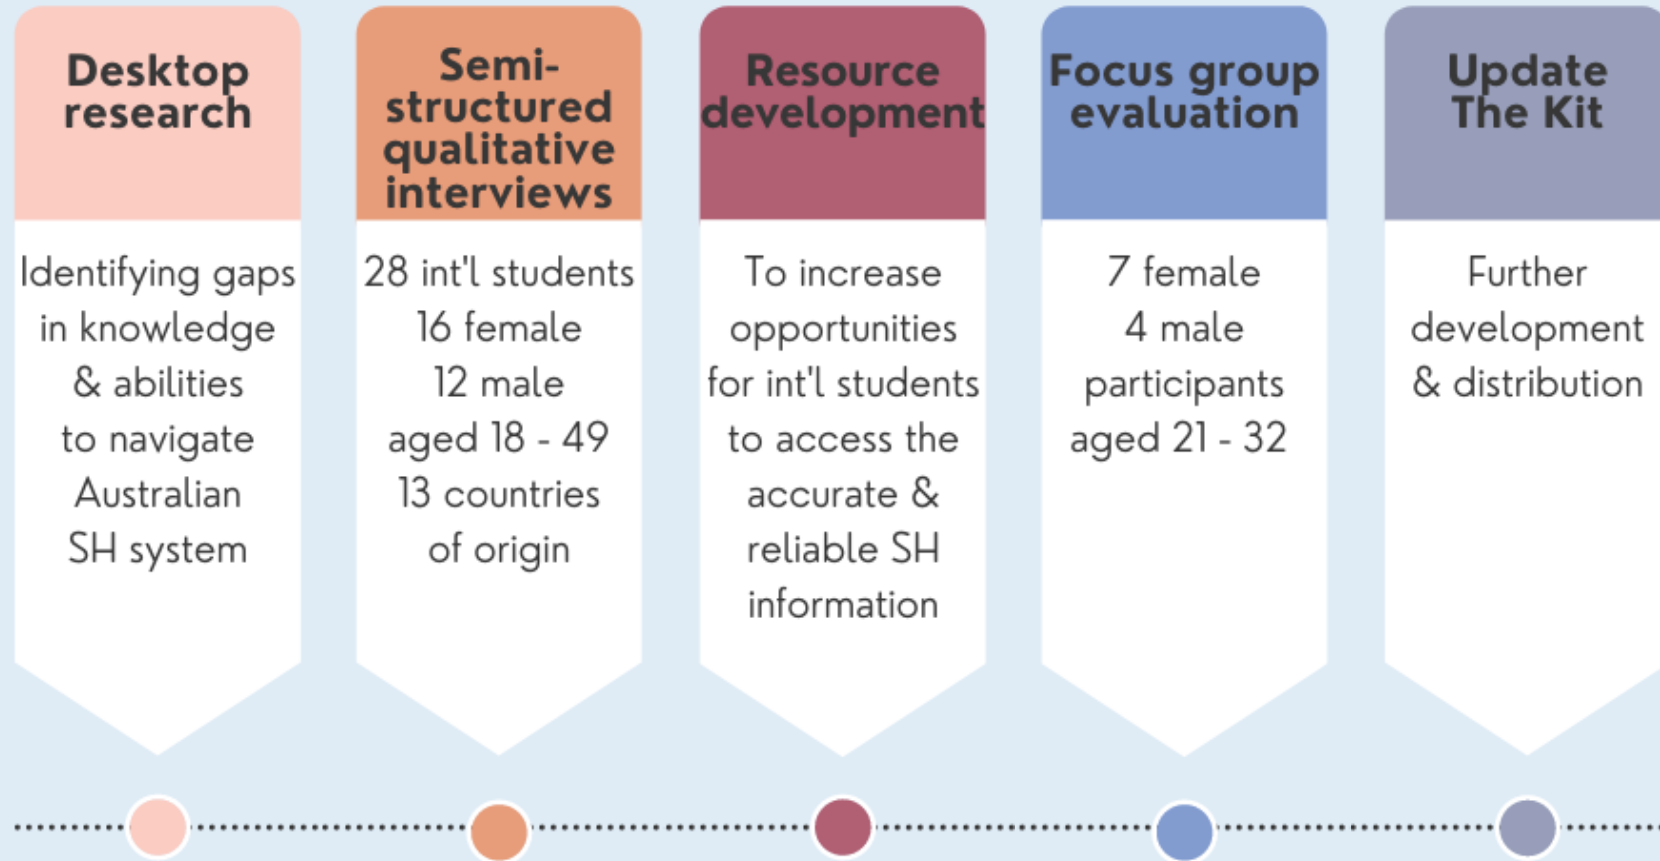 Desktop
research
Identifying gaps
in knowledge
& abilities
to navigate
Australian
SH system
Semi-
structured
qualitative
interviews
28 int'l students
16 female
12 male
aged 18 - 49
13 countries
of origin
Resource
development
To increase
opportunities
for int'l students
to access the
accurate &
reliable SH
information
Focus group
evaluation
7 female
4 male
participants
aged 21 - 32
Update
The Kit
Further
development
& distribution